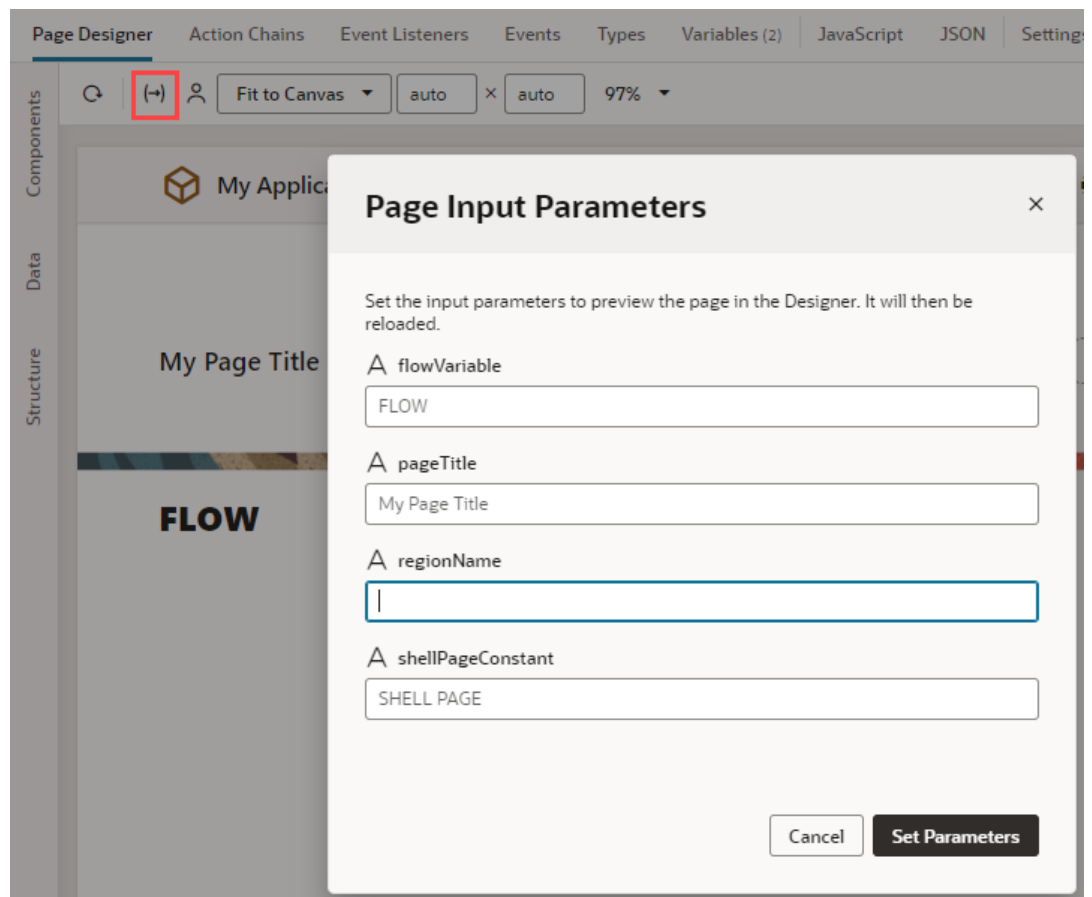 Page Designer Action Chains Event Listeners Events Types Variables (2) JavaScript JSON Settings
Fit to Canvas auto × auto 97%
Components
Data
Structure
My Applica
My Page Title
FLOW
Page Input Parameters
Set the input parameters to preview the page in the Designer. It will then be
reloaded.
A flowVariable
FLOW
A pageTitle
My Page Title
A regionName
A shellPageConstant
SHELL PAGE
Cancel Set Parameters